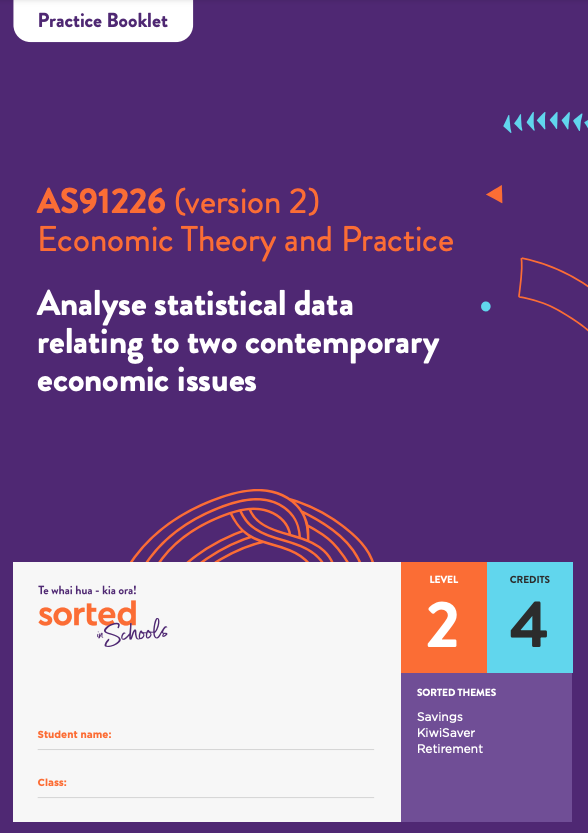 Practice Booklet
AS91226 (version 2)
Economic Theory and Practice
Analyse statistical data
relating to two contemporary
economic issues
Te whai hua - kia ora!
sorted
in Schools
LEVEL
2
CREDITS
4
SORTED THEMES
Savings
KiwiSaver
Retirement
Student name:
Class: